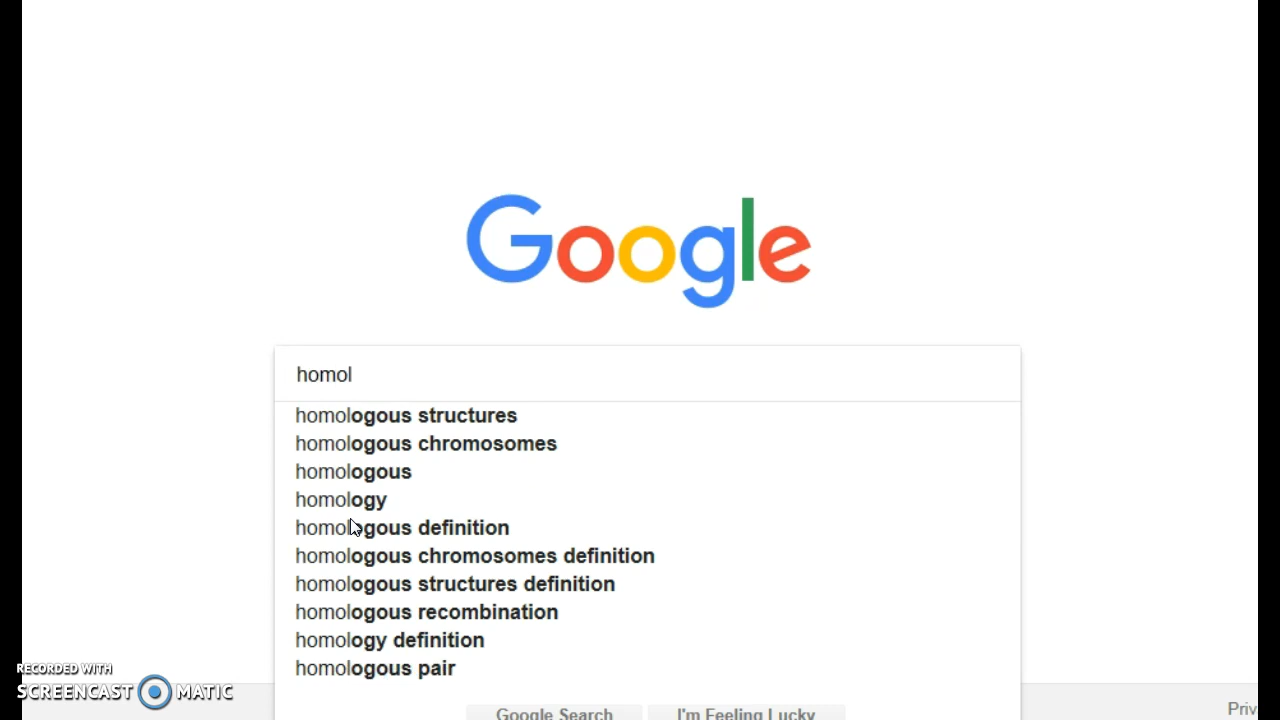 Google
homol
homologous structures
homologous chromosomes
homologous
homology
homologous definition
homologous chromosomes definition
homologous structures definition
homologous recombination
homology definition
homologous pair
RECORDED WITH
SCREENCAST MATIC
Google Search I'm Feeling Lucky
Priv